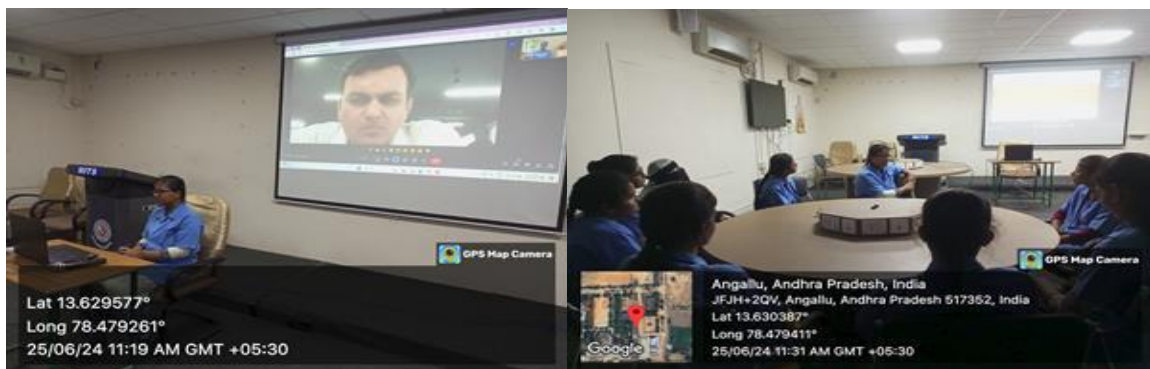 BITS
GPS Map Camera
Lat 13.629577°
Long 78.479261°
25/06/24 11:19 AM GMT +05:30
BITS
GPS Map Camera
Google
Angallu, Andhra Pradesh, India
JFJH+2QV, Angallu, Andhra Pradesh 517352, India
Lat 13.630387°
Long 78.479411°
25/06/24 11:31 AM GMT +05:30